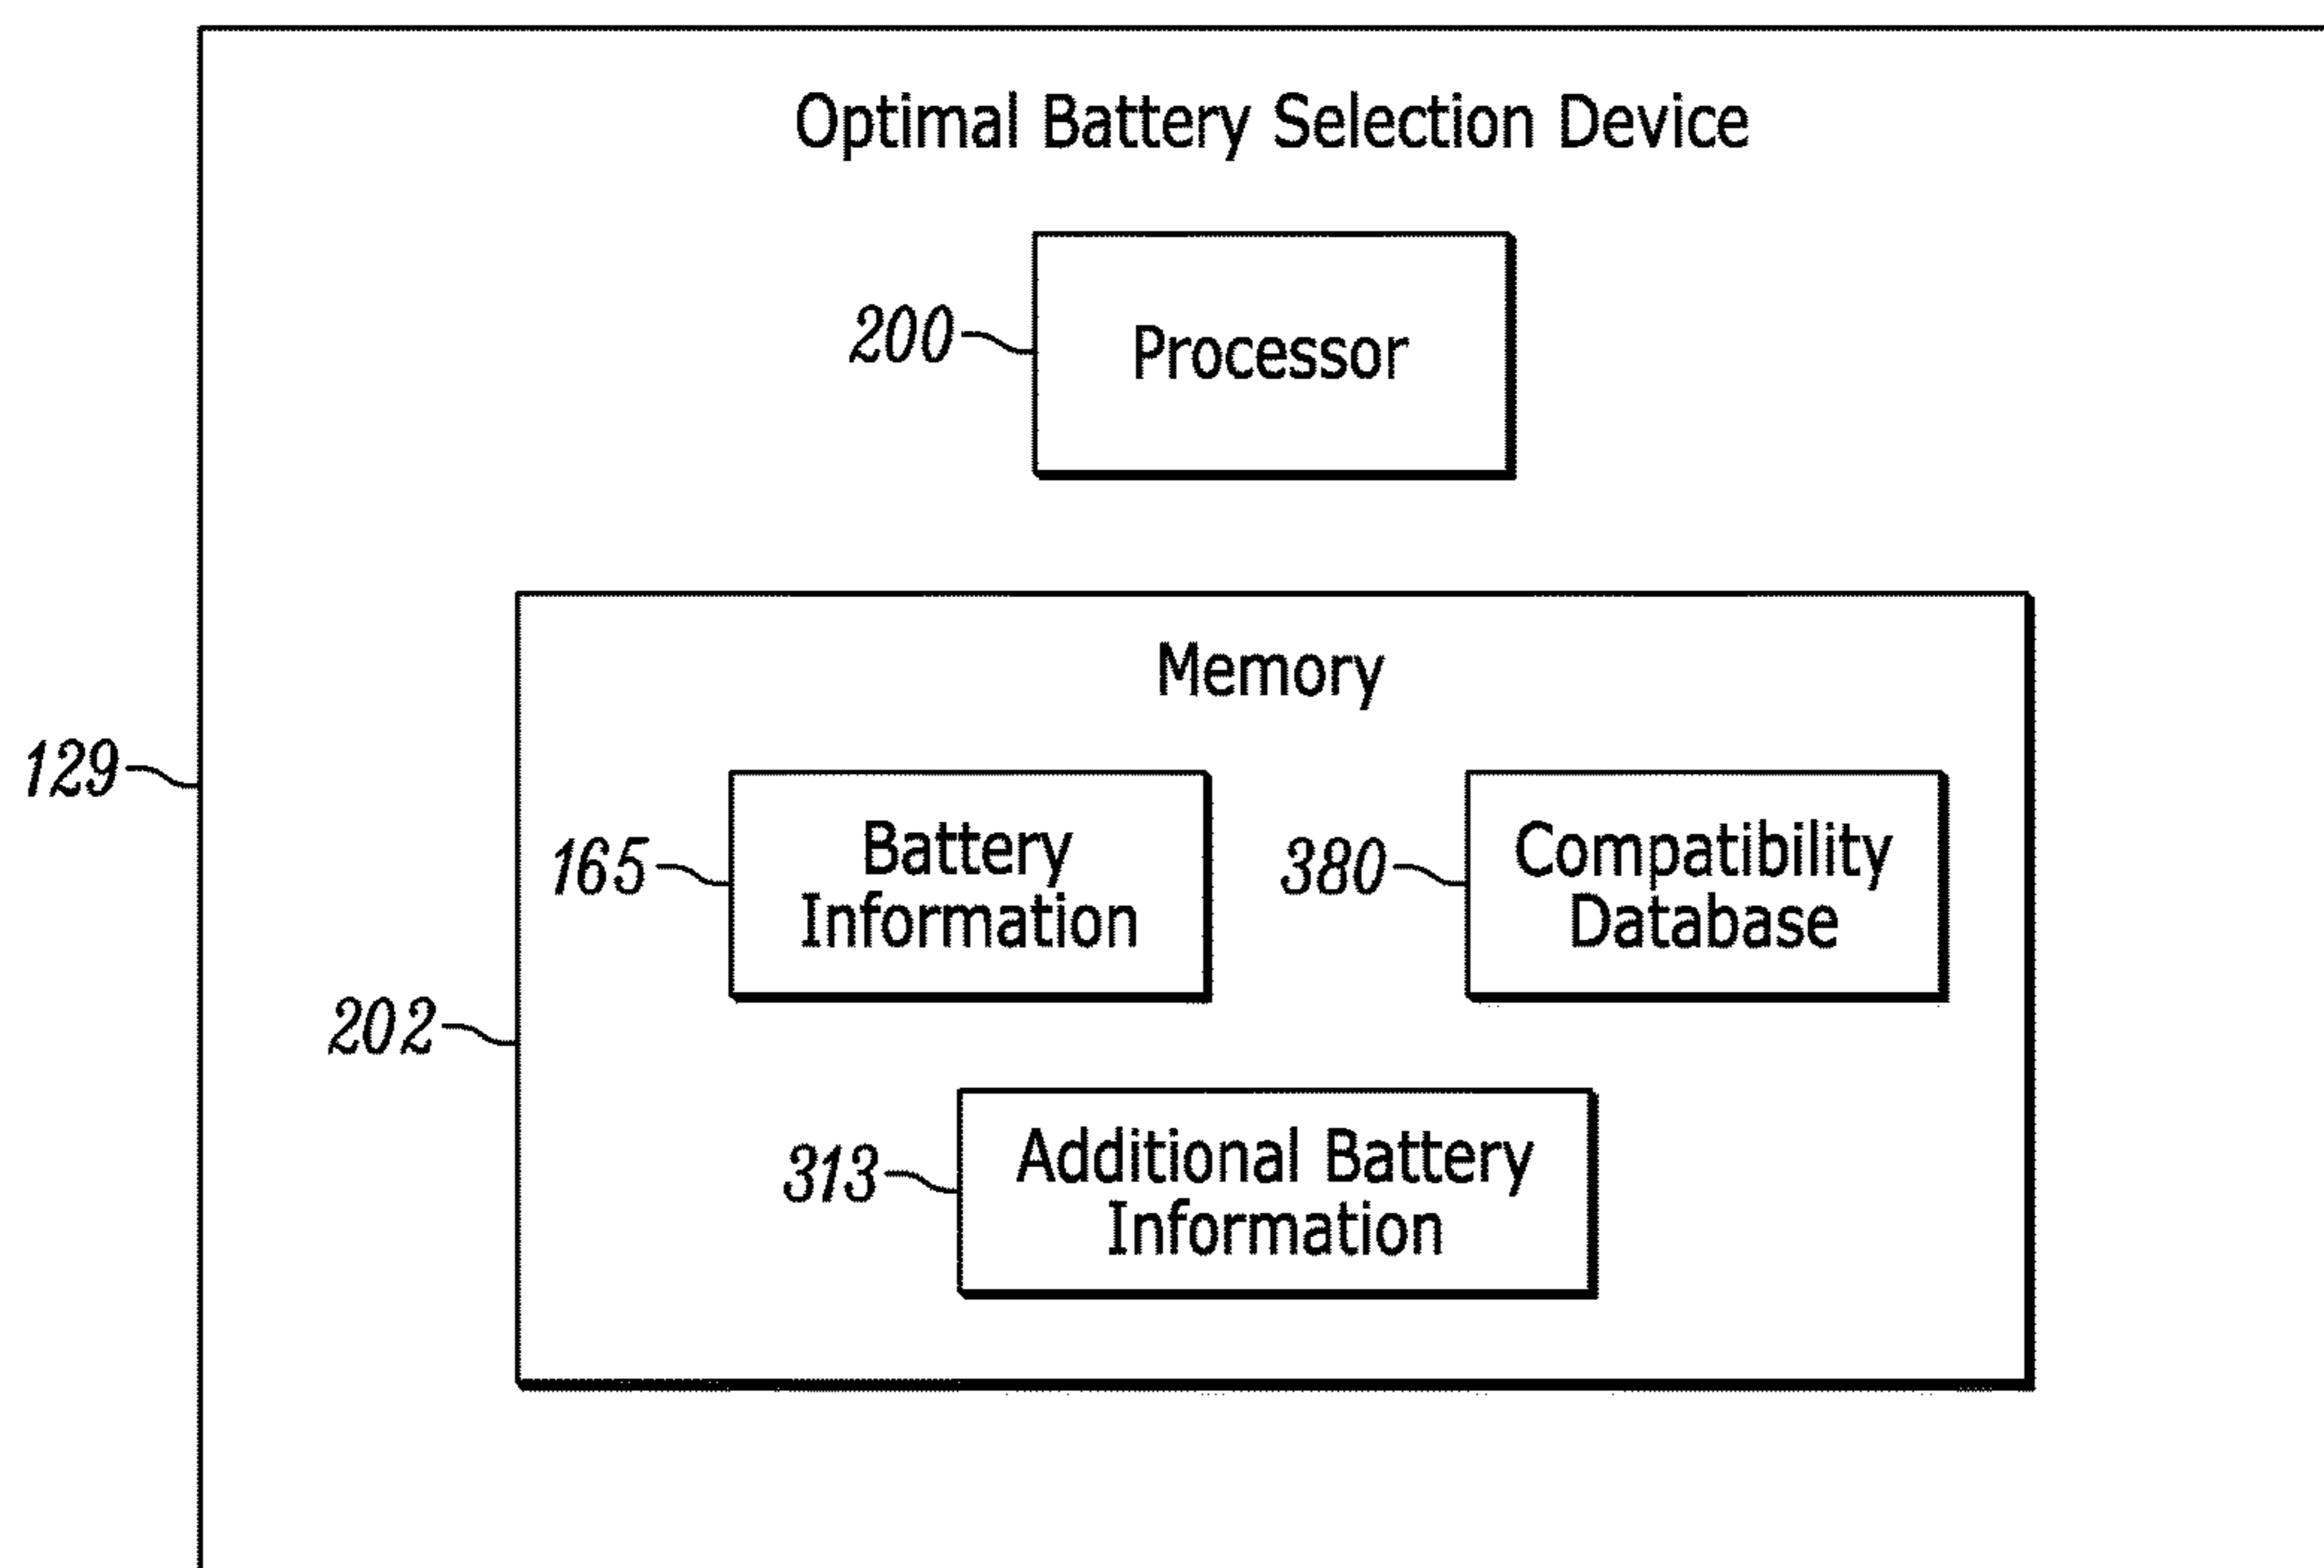 Optimal Battery Selection Device
200
Processor
Memory
129
165
Battery
Information
380
Compatibility
Database
202
313
Additional Battery
Information